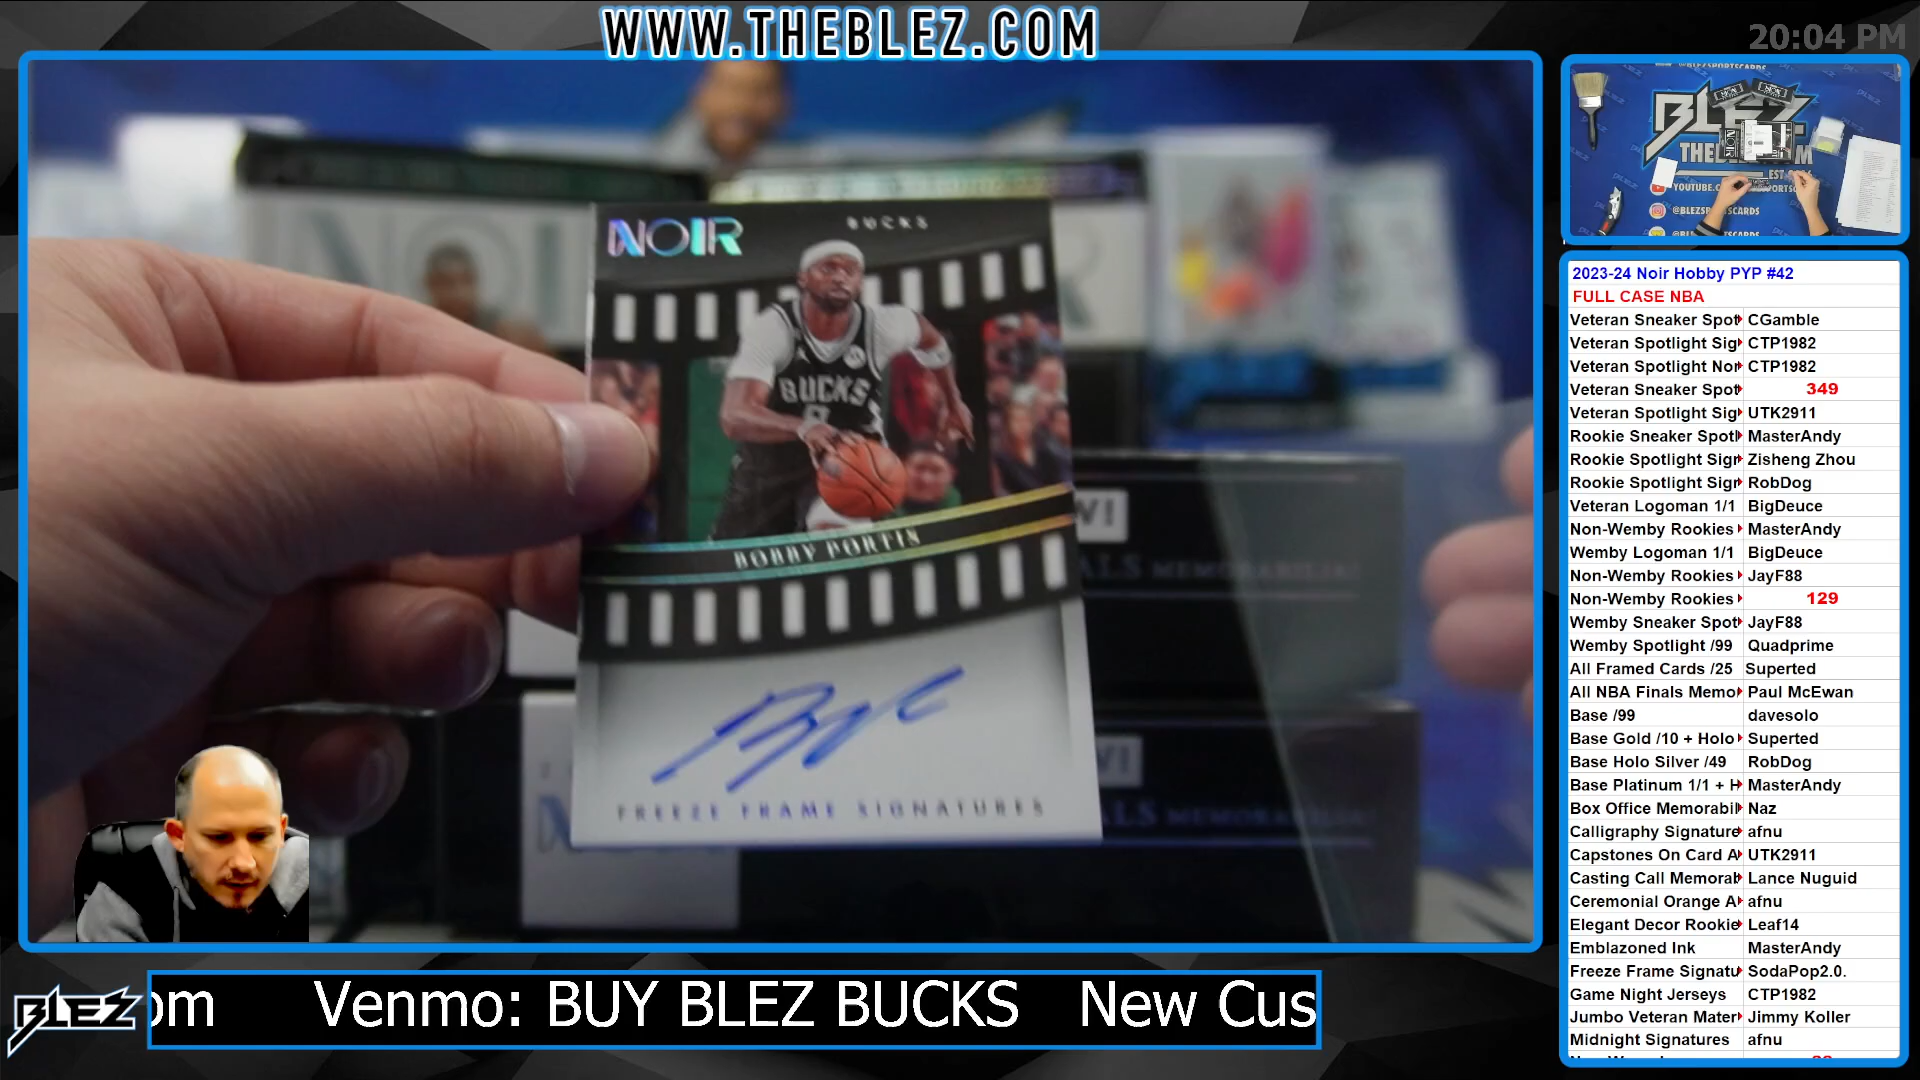 WWW.THEBLEZ.COM
20:04 PM
NOIR
BUCKS
BUCKS
BOBBY PORTIS
FREEZE FRAME SIGNATURES
BLEZ
YOUTUBE.C
@BLEZSPORTSCARDS
2023-24 Noir Hobby PYP #42
FULL CASE NBA
Veteran Sneaker Spot CGamble
Veteran Spotlight Sig CTP1982
Veteran Spotlight Nor CTP1982
Veteran Sneaker Spot 349
Veteran Spotlight Sig UTK2911
Rookie Sneaker Spotl MasterAndy
Rookie Spotlight Sigr Zisheng Zhou
Rookie Spotlight Sigr RobDog
Veteran Logoman 1/1 BigDeuce
Non-Wemby Rookies MasterAndy
Wemby Logoman 1/1 BigDeuce
Non-Wemby Rookies JayF88
Non-Wemby Rookies 129
Wemby Sneaker Spot JayF88
Wemby Spotlight /99 Quadprime
All Framed Cards /25 Superted
All NBA Finals Memo Paul McEwan
Base /99 davesolo
Base Gold /10 + Holo Superted
Base Holo Silver /49 RobDog
Base Platinum 1/1 + H MasterAndy
Box Office Memorabil Naz
Calligraphy Signature afnu
Capstones On Card A UTK2911
Casting Call Memorab Lance Nuguid
Ceremonial Orange A afnu
Elegant Decor Rookie Leaf14
Emblazoned Ink MasterAndy
Freeze Frame Signatu SodaPop2.0.
Game Night Jerseys CTP1982
Jumbo Veteran Mater Jimmy Koller
Midnight Signatures afnu
BLEZ
om Venmo: BUY BLEZ BUCKS New Cus